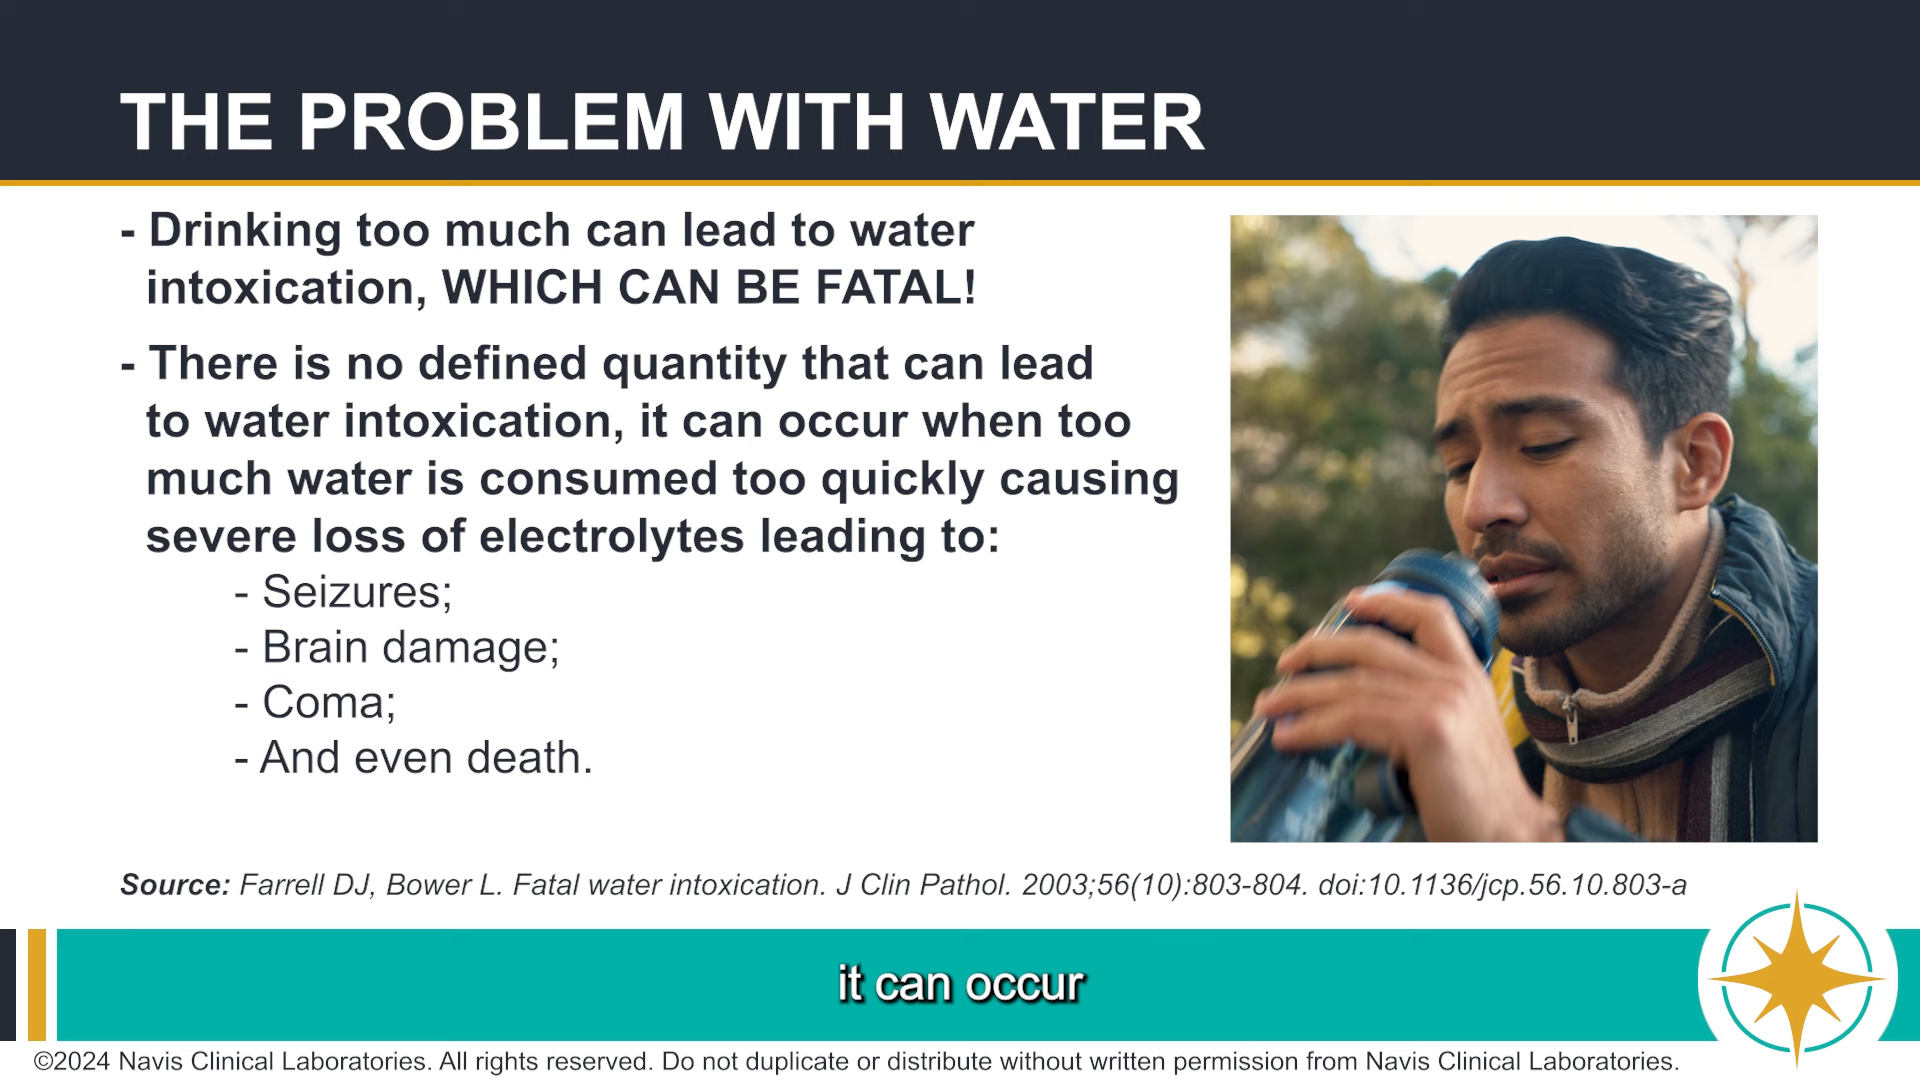 THE PROBLEM WITH WATER
- Drinking too much can lead to water
intoxication, WHICH CAN BE FATAL!
- There is no defined quantity that can lead
to water intoxication, it can occur when too
much water is consumed too quickly causing
severe loss of electrolytes leading to:
- Seizures;
- Brain damage;
- Coma;
- And even death.
Source: Farrell DJ, Bower L. Fatal water intoxication. J Clin Pathol. 2003;56(10):803-804. doi:10.1136/jcp.56.10.803-a
it can occur
©2024 Navis Clinical Laboratories. All rights reserved. Do not duplicate or distribute without written permission from Navis Clinical Laboratories.